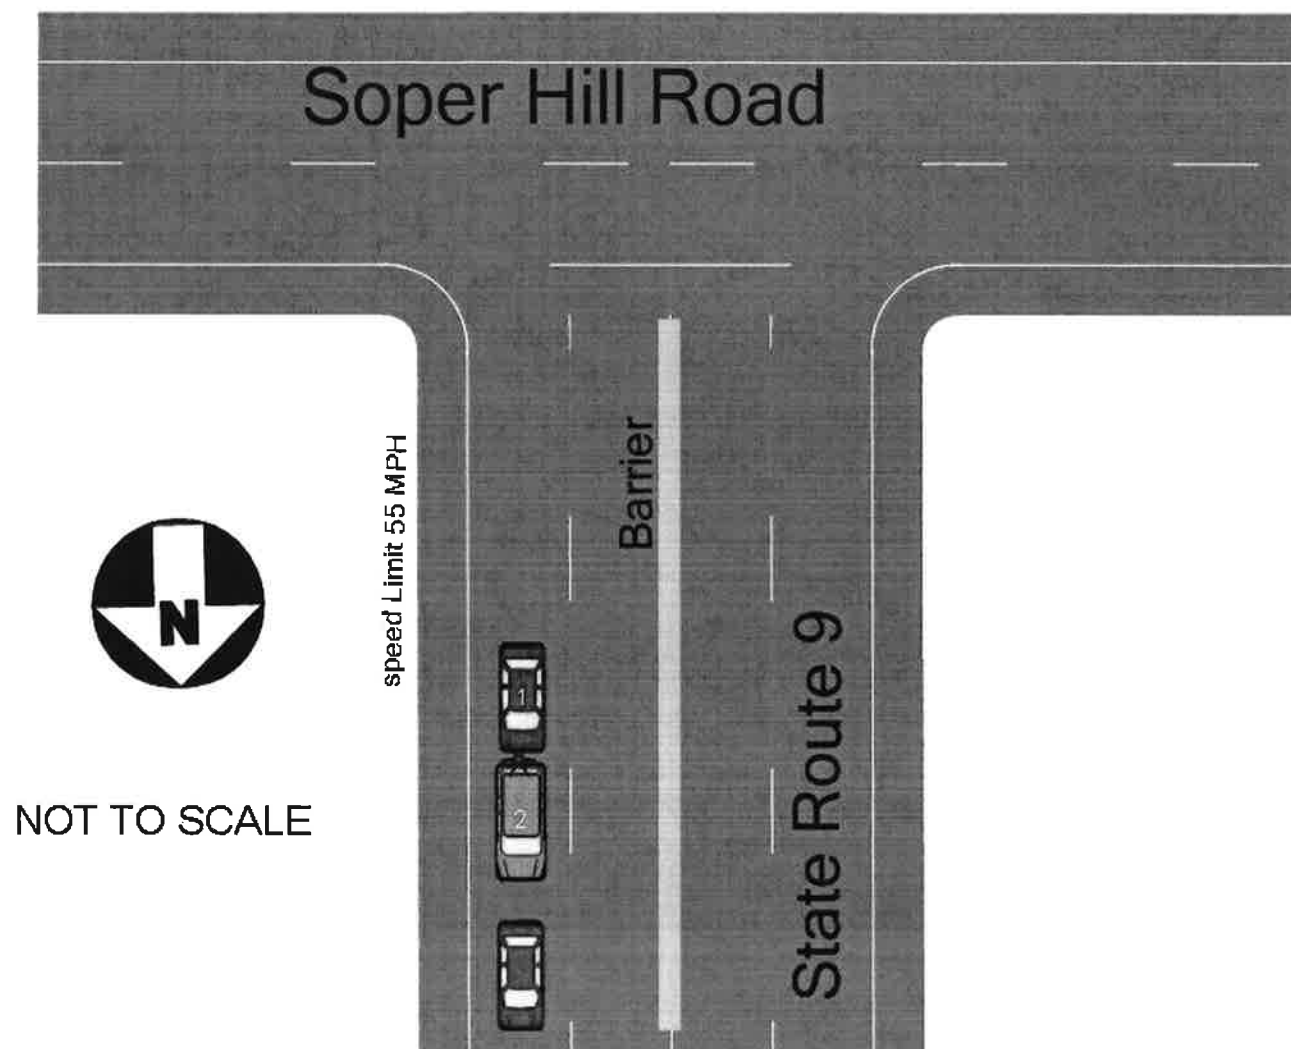 Soper Hill Road
Barrier
speed Limit 55 MPH
N
State Route 9
1
2
NOT TO SCALE